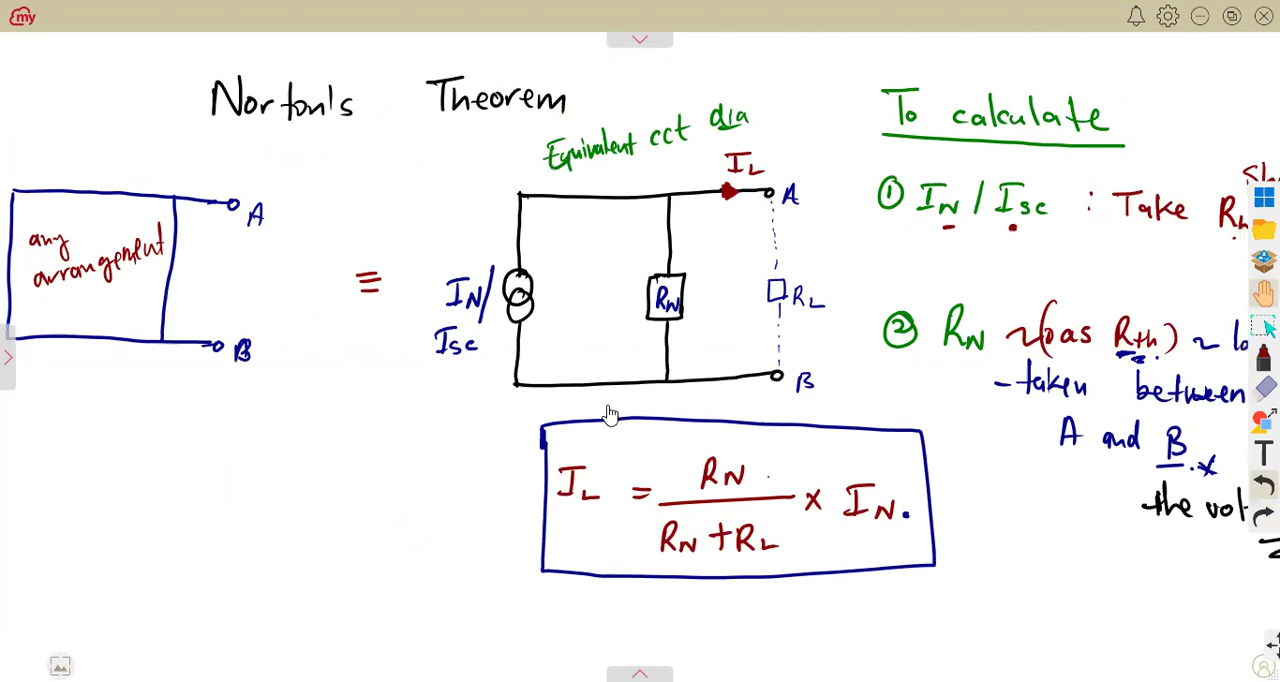 my
Norton's Theorem
Equivalent cct dia
To calculate
any
arrangement
A
B
≡
IN/
Isc
RN
IL
A
RL
B
① IN / Isc : Take
② RN ~(as Rth) ~
- taken between
A and B.
the
IL = RN / RN + RL × IN.
T